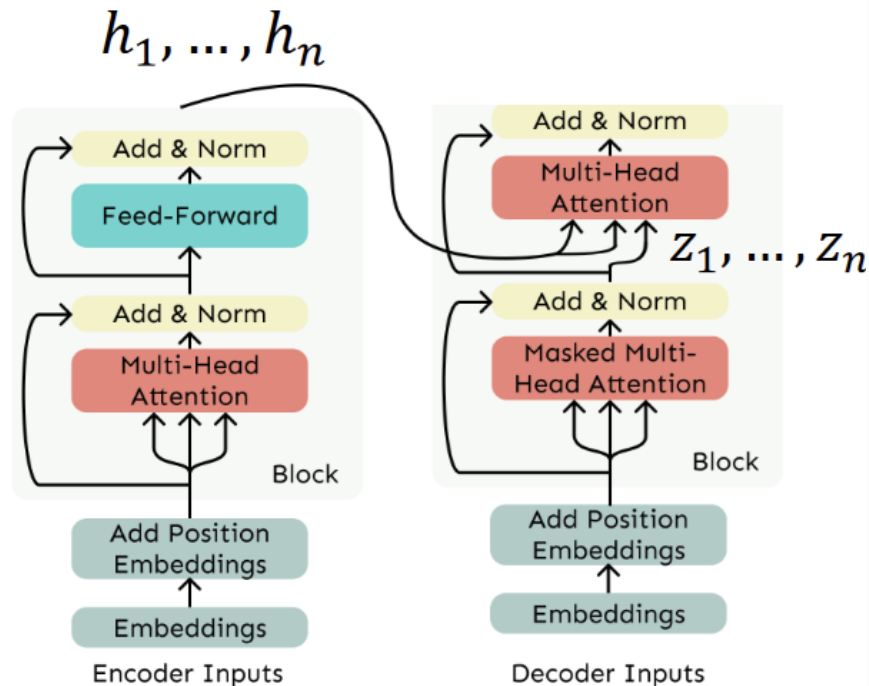 h₁, ..., hₙ
Add & Norm
Feed-Forward
Add & Norm
Multi-Head
Attention
Block
Add Position
Embeddings
Embeddings
Encoder Inputs
Add & Norm
Multi-Head
Attention
z₁, ..., zₙ
Add & Norm
Masked Multi-
Head Attention
Block
Add Position
Embeddings
Embeddings
Decoder Inputs